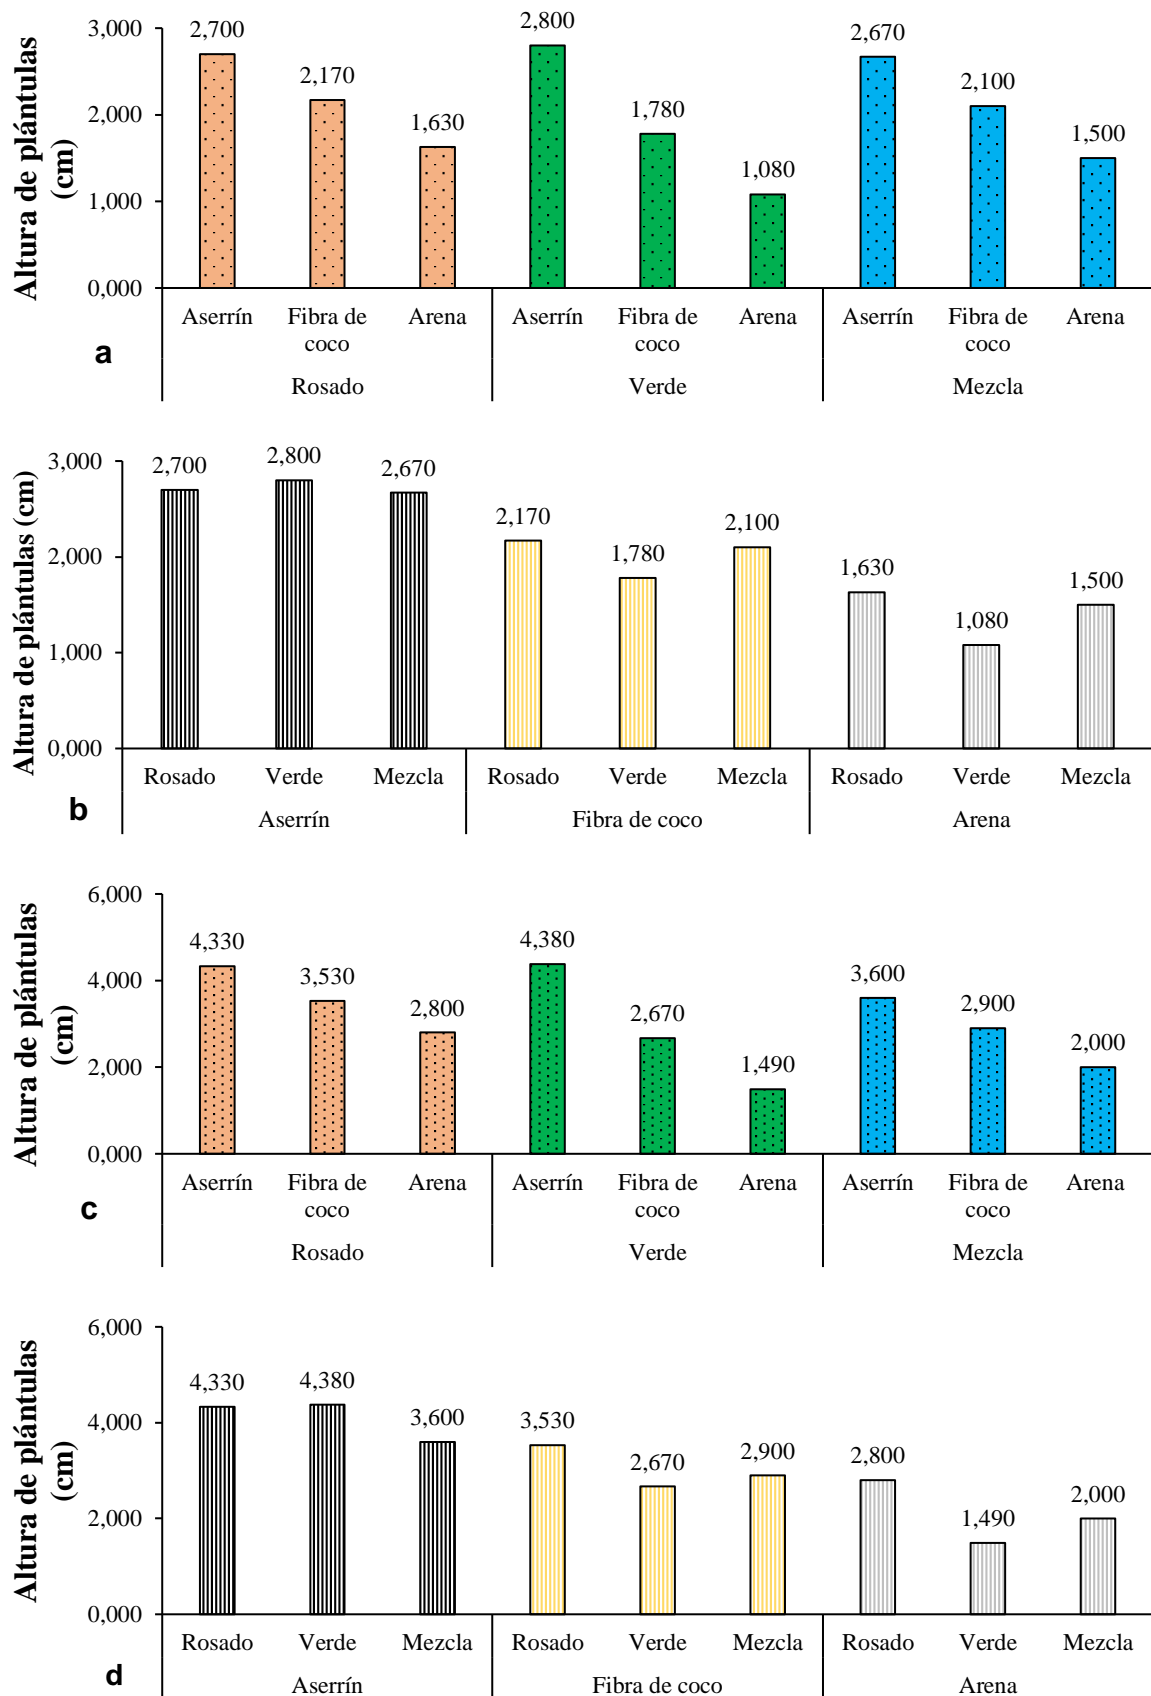 Altura de plántulas
(cm)
3,000
2,000
1,000
0,000
2,700
2,170
1,630
2,800
1,780
1,080
2,670
2,100
1,500
Aserrín
Fibra de
coco
Arena
Aserrín
Fibra de
coco
Arena
Aserrín
Fibra de
coco
Arena
Rosado
Verde
Mezcla
a
Altura de plántulas (cm)
3,000
2,000
1,000
0,000
2,700
2,800
2,670
2,170
1,780
2,100
1,630
1,080
1,500
Rosado
Verde
Mezcla
Rosado
Verde
Mezcla
Rosado
Verde
Mezcla
Aserrín
Fibra de coco
Arena
b
Altura de plántulas
(cm)
6,000
4,000
2,000
0,000
4,330
3,530
2,800
4,380
2,670
1,490
3,600
2,900
2,000
Aserrín
Fibra de
coco
Arena
Aserrín
Fibra de
coco
Arena
Aserrín
Fibra de
coco
Arena
Rosado
Verde
Mezcla
c
Altura de plántulas
(cm)
6,000
4,000
2,000
0,000
4,330
4,380
3,600
3,530
2,670
2,900
2,800
1,490
2,000
Rosado
Verde
Mezcla
Rosado
Verde
Mezcla
Rosado
Verde
Mezcla
Aserrín
Fibra de coco
Arena
d